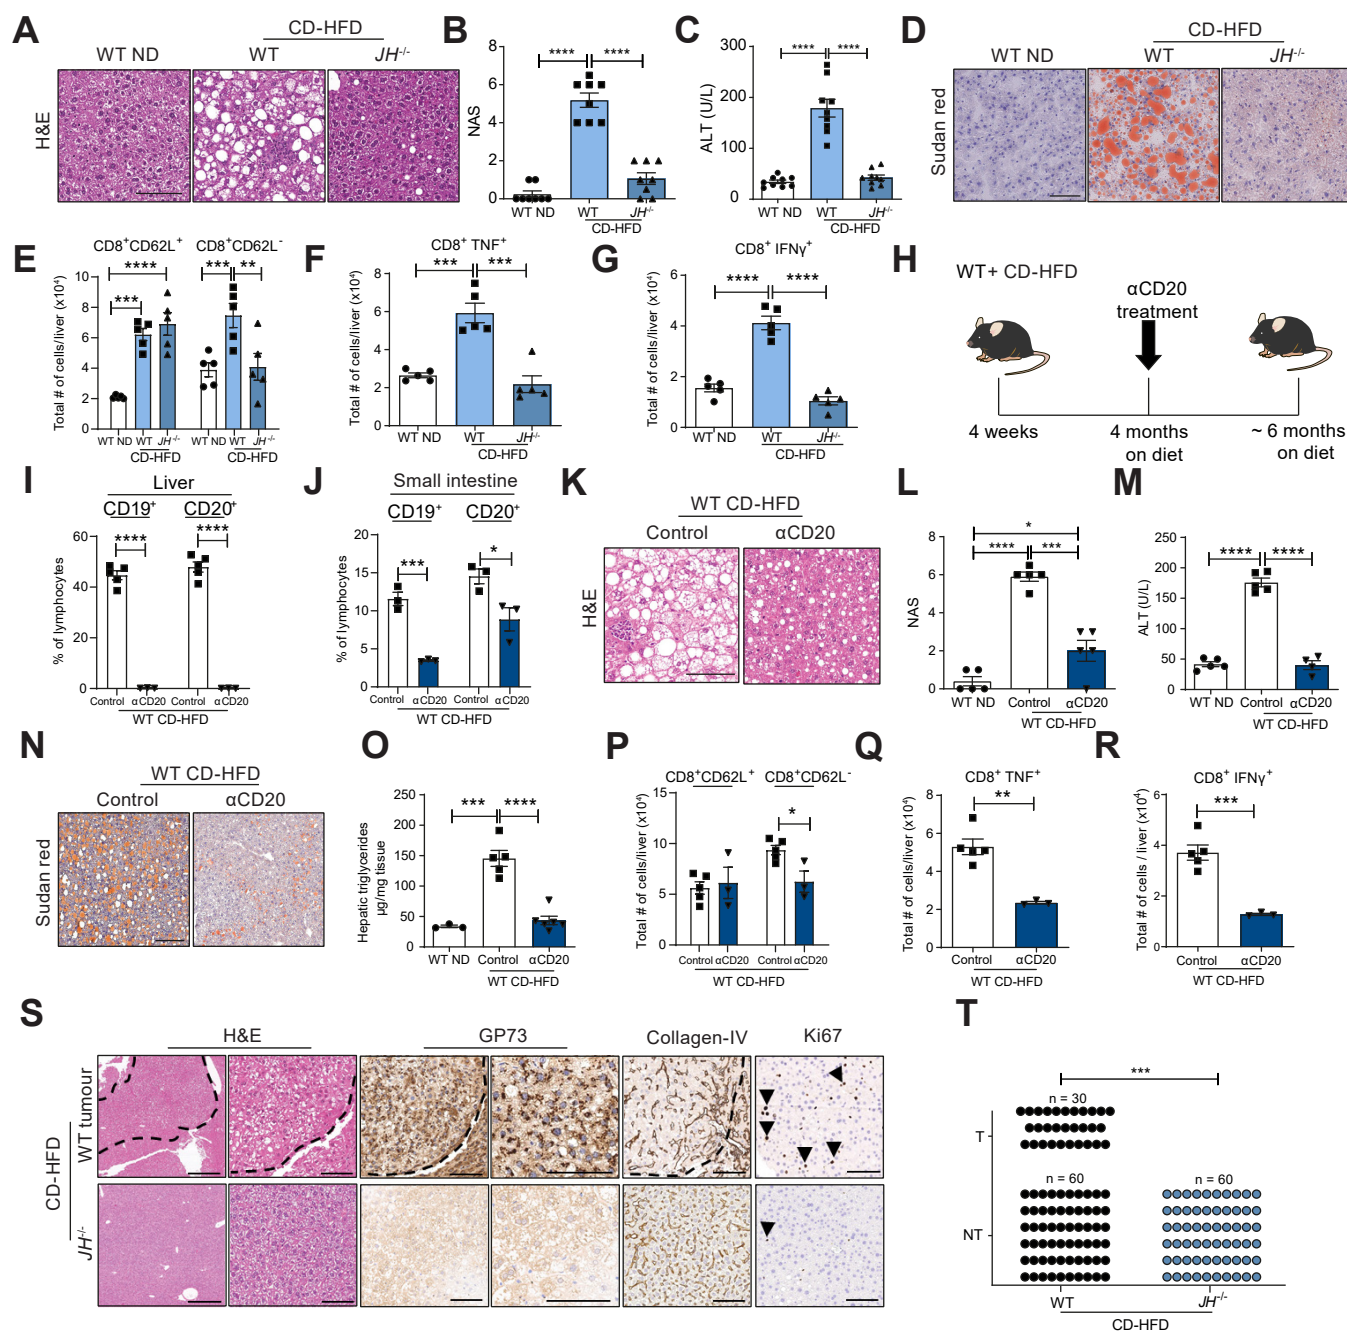 A
CD-HFD
WT ND WT JH-/-
H&E
B
NAS
**** ****
6
4
2
0
WT ND WT JH-/-
CD-HFD
C
ALT (U/L)
**** ****
300
200
100
0
WT ND WT JH-/-
CD-HFD
D
CD-HFD
WT ND WT JH-/-
Sudan red
E
CD8+CD62L+ CD8+CD62L-
**** *** ** ***
Total # of cells/liver (x10⁴)
10
8
6
4
2
0
WT ND WT JH-/- WT ND WT JH-/-
CD-HFD CD-HFD
F
CD8+ TNF+
*** ***
Total # of cells/liver (x10⁴)
8
6
4
2
0
WT ND WT JH-/-
CD-HFD
G
CD8+ IFNγ+
**** ****
Total # of cells/liver (x10⁴)
6
4
2
0
WT ND WT JH-/-
CD-HFD
H
WT+ CD-HFD
αCD20
treatment
4 weeks 4 months ~ 6 months
on diet on diet
I
Liver
CD19+ CD20+
**** ****
% of lymphocytes
60
40
20
0
Control αCD20 Control αCD20
WT CD-HFD
J
Small intestine
CD19+ CD20+
*** *
% of lymphocytes
20
15
10
5
0
Control αCD20 Control αCD20
WT CD-HFD
K
WT CD-HFD
Control αCD20
H&E
L
*
**** ***
NAS
8
6
4
2
0
WT ND Control αCD20
WT CD-HFD
M
**** ****
ALT (U/L)
250
200
150
100
50
0
WT ND Control αCD20
WT CD-HFD
N
WT CD-HFD
Control αCD20
Sudan red
O
*** ****
Hepatic triglycerides
µg/mg tissue
250
200
150
100
50
0
WT ND Control αCD20
WT CD-HFD
P
CD8+CD62L+ CD8+CD62L-
*
Total # of cells/liver (x10⁴)
15
10
5
0
Control αCD20 Control αCD20
WT CD-HFD
Q
CD8+ TNF+
**
Total # of cells/liver (x10⁴)
8
6
4
2
0
Control αCD20
WT CD-HFD
R
CD8+ IFNγ+
***
Total # of cells / liver (x10⁴)
6
4
2
0
Control αCD20
WT CD-HFD
S
H&E GP73 Collagen-IV Ki67
CD-HFD
WT tumour
JH-/-
T
***
n = 30
T
n = 60 n = 60
NT
WT JH-/-
CD-HFD